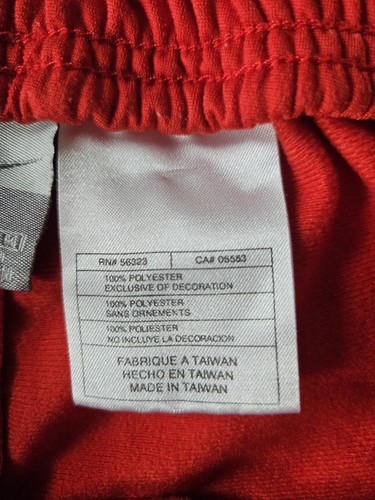 RN# 56323 CA# 05553
100% POLYESTER
EXCLUSIVE OF DECORATION
100% POLYESTER
SANS ORNEMENTS
100% POLIESTER
NO INCLUYE LA DECORACION
FABRIQUE A TAIWAN
HECHO EN TAIWAN
MADE IN TAIWAN